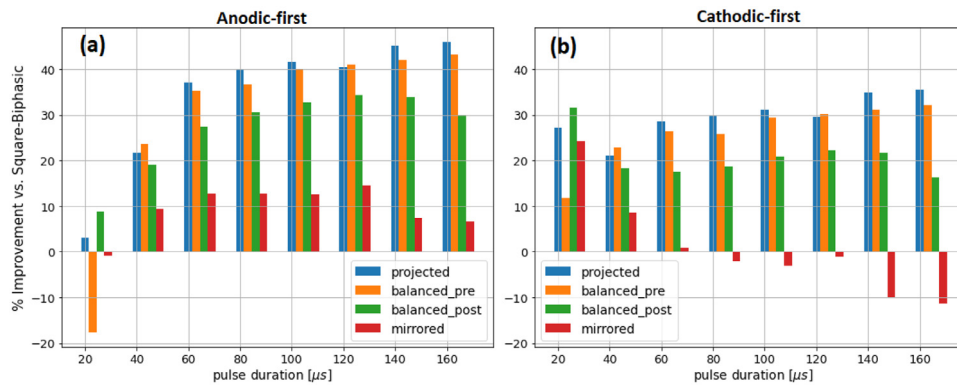 Anodic-first
Cathodic-first
(a)
(b)
% Improvement vs. Square-Biphasic
40
30
20
10
0
−10
−20
40
30
20
10
0
−10
−20
projected
balanced_pre
balanced_post
mirrored
projected
balanced_pre
balanced_post
mirrored
20 40 60 80 100 120 140 160
20 40 60 80 100 120 140 160
pulse duration [μs]
pulse duration [μs]